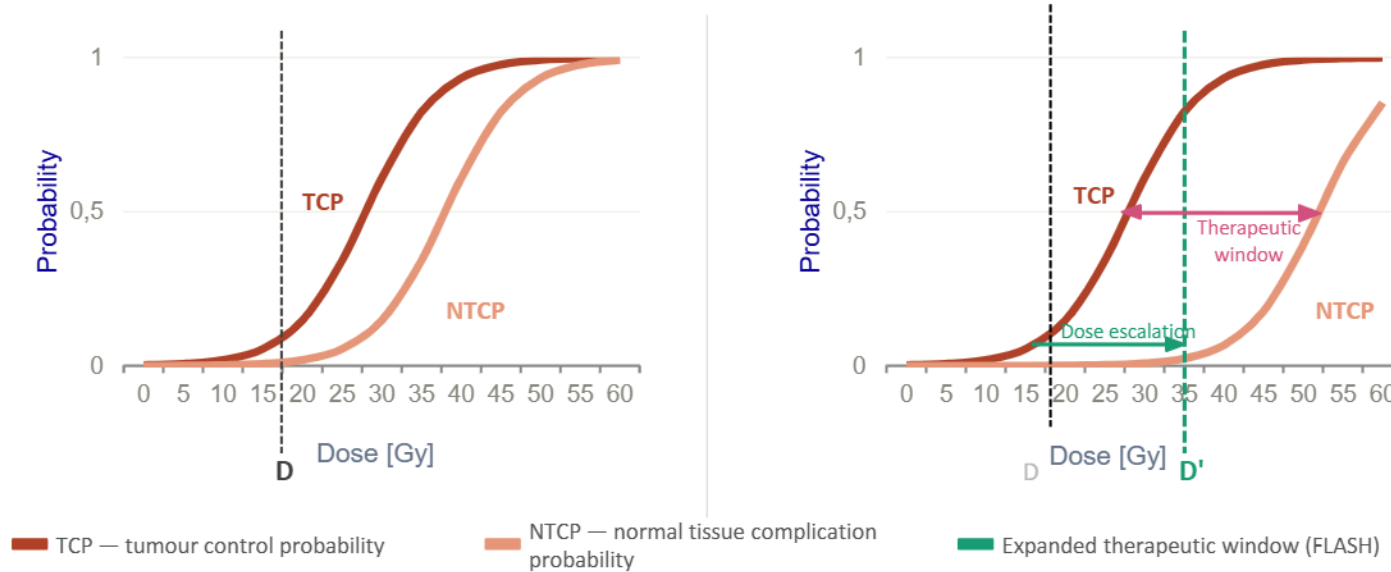 1
0,5
0
Probability
TCP
NTCP
0 5 10 15 20 25 30 35 40 45 50 55 60
Dose [Gy]
D
1
0,5
0
Probability
TCP
Therapeutic
window
NTCP
Dose escalation
0 5 10 15 20 25 30 35 40 45 50 55 60
D Dose [Gy] D'
TCP — tumour control probability
NTCP — normal tissue complication
probability
Expanded therapeutic window (FLASH)